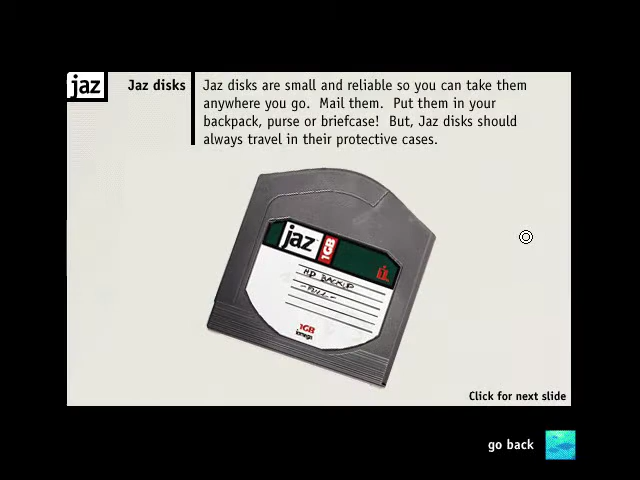 jaz
Jaz disks
Jaz disks are small and reliable so you can take them
anywhere you go. Mail them. Put them in your
backpack, purse or briefcase! But, Jaz disks should
always travel in their protective cases.
jaz
1GB
HD BACKUP
-FULL-
1GB
iomega
Click for next slide
go back